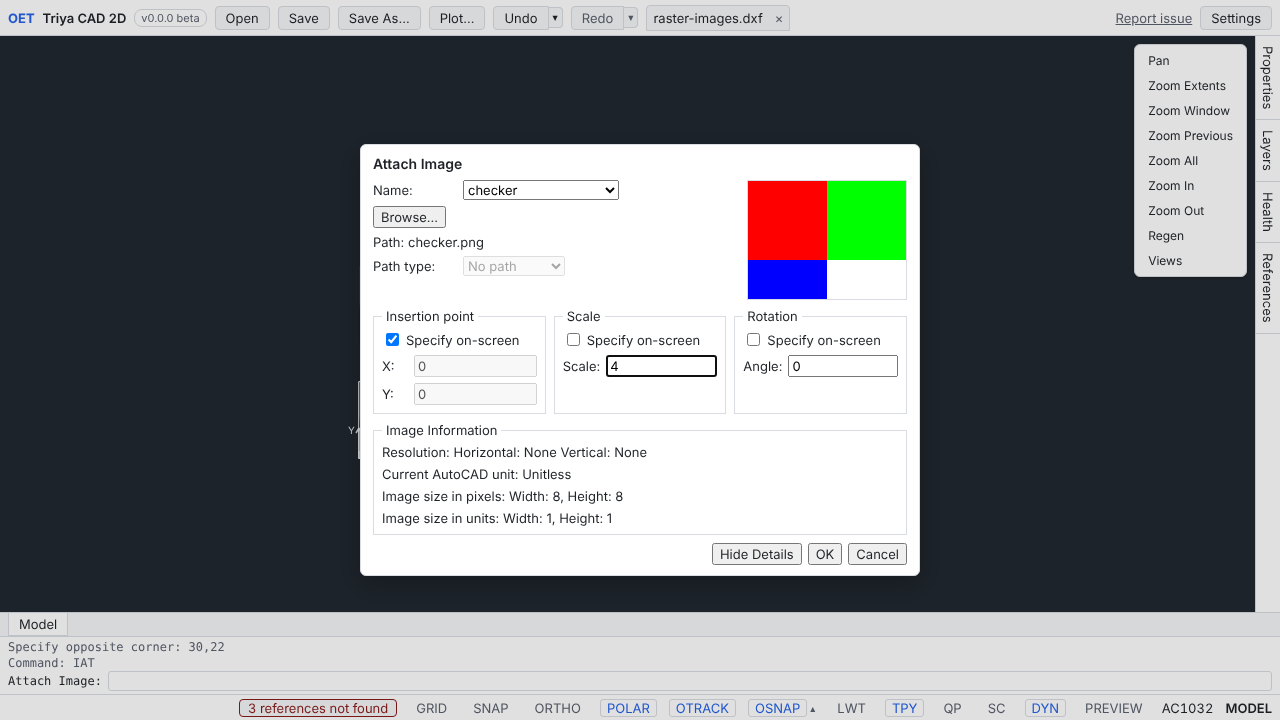 OET Triya CAD 2D v0.0.0 beta Open Save Save As... Plot... Undo ▾ Redo ▾ raster-images.dxf × Report issue Settings
Pan
Zoom Extents
Zoom Window
Zoom Previous
Zoom All
Zoom In
Zoom Out
Regen
Views
Properties
Layers
Health
References
Attach Image
Name: checker
Browse...
Path: checker.png
Path type: No path
Insertion point
Specify on-screen
X: 0
Y: 0
Scale
Specify on-screen
Scale: 4
Rotation
Specify on-screen
Angle: 0
Image Information
Resolution: Horizontal: None Vertical: None
Current AutoCAD unit: Unitless
Image size in pixels: Width: 8, Height: 8
Image size in units: Width: 1, Height: 1
Hide Details OK Cancel
Y
Model
Specify opposite corner: 30,22
Command: IAT
Attach Image:
3 references not found GRID SNAP ORTHO POLAR OTRACK OSNAP ▴ LWT TPY QP SC DYN PREVIEW AC1032 MODEL